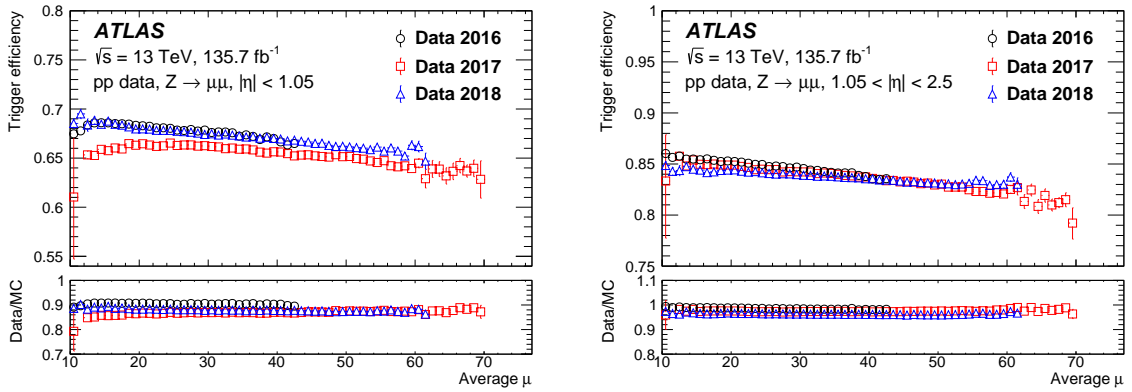 ATLAS
√s = 13 TeV, 135.7 fb-1
pp data, Z → μμ, |η| < 1.05
Data 2016
Data 2017
Data 2018
Trigger efficiency
0.8
0.75
0.7
0.65
0.6
0.55
Data/MC
1
0.9
0.8
0.7
10 20 30 40 50 60 70
Average μ
ATLAS
√s = 13 TeV, 135.7 fb-1
pp data, Z → μμ, 1.05 < |η| < 2.5
Data 2016
Data 2017
Data 2018
Trigger efficiency
1
0.95
0.9
0.85
0.8
0.75
Data/MC
1.1
1
0.9
0.8
10 20 30 40 50 60 70
Average μ